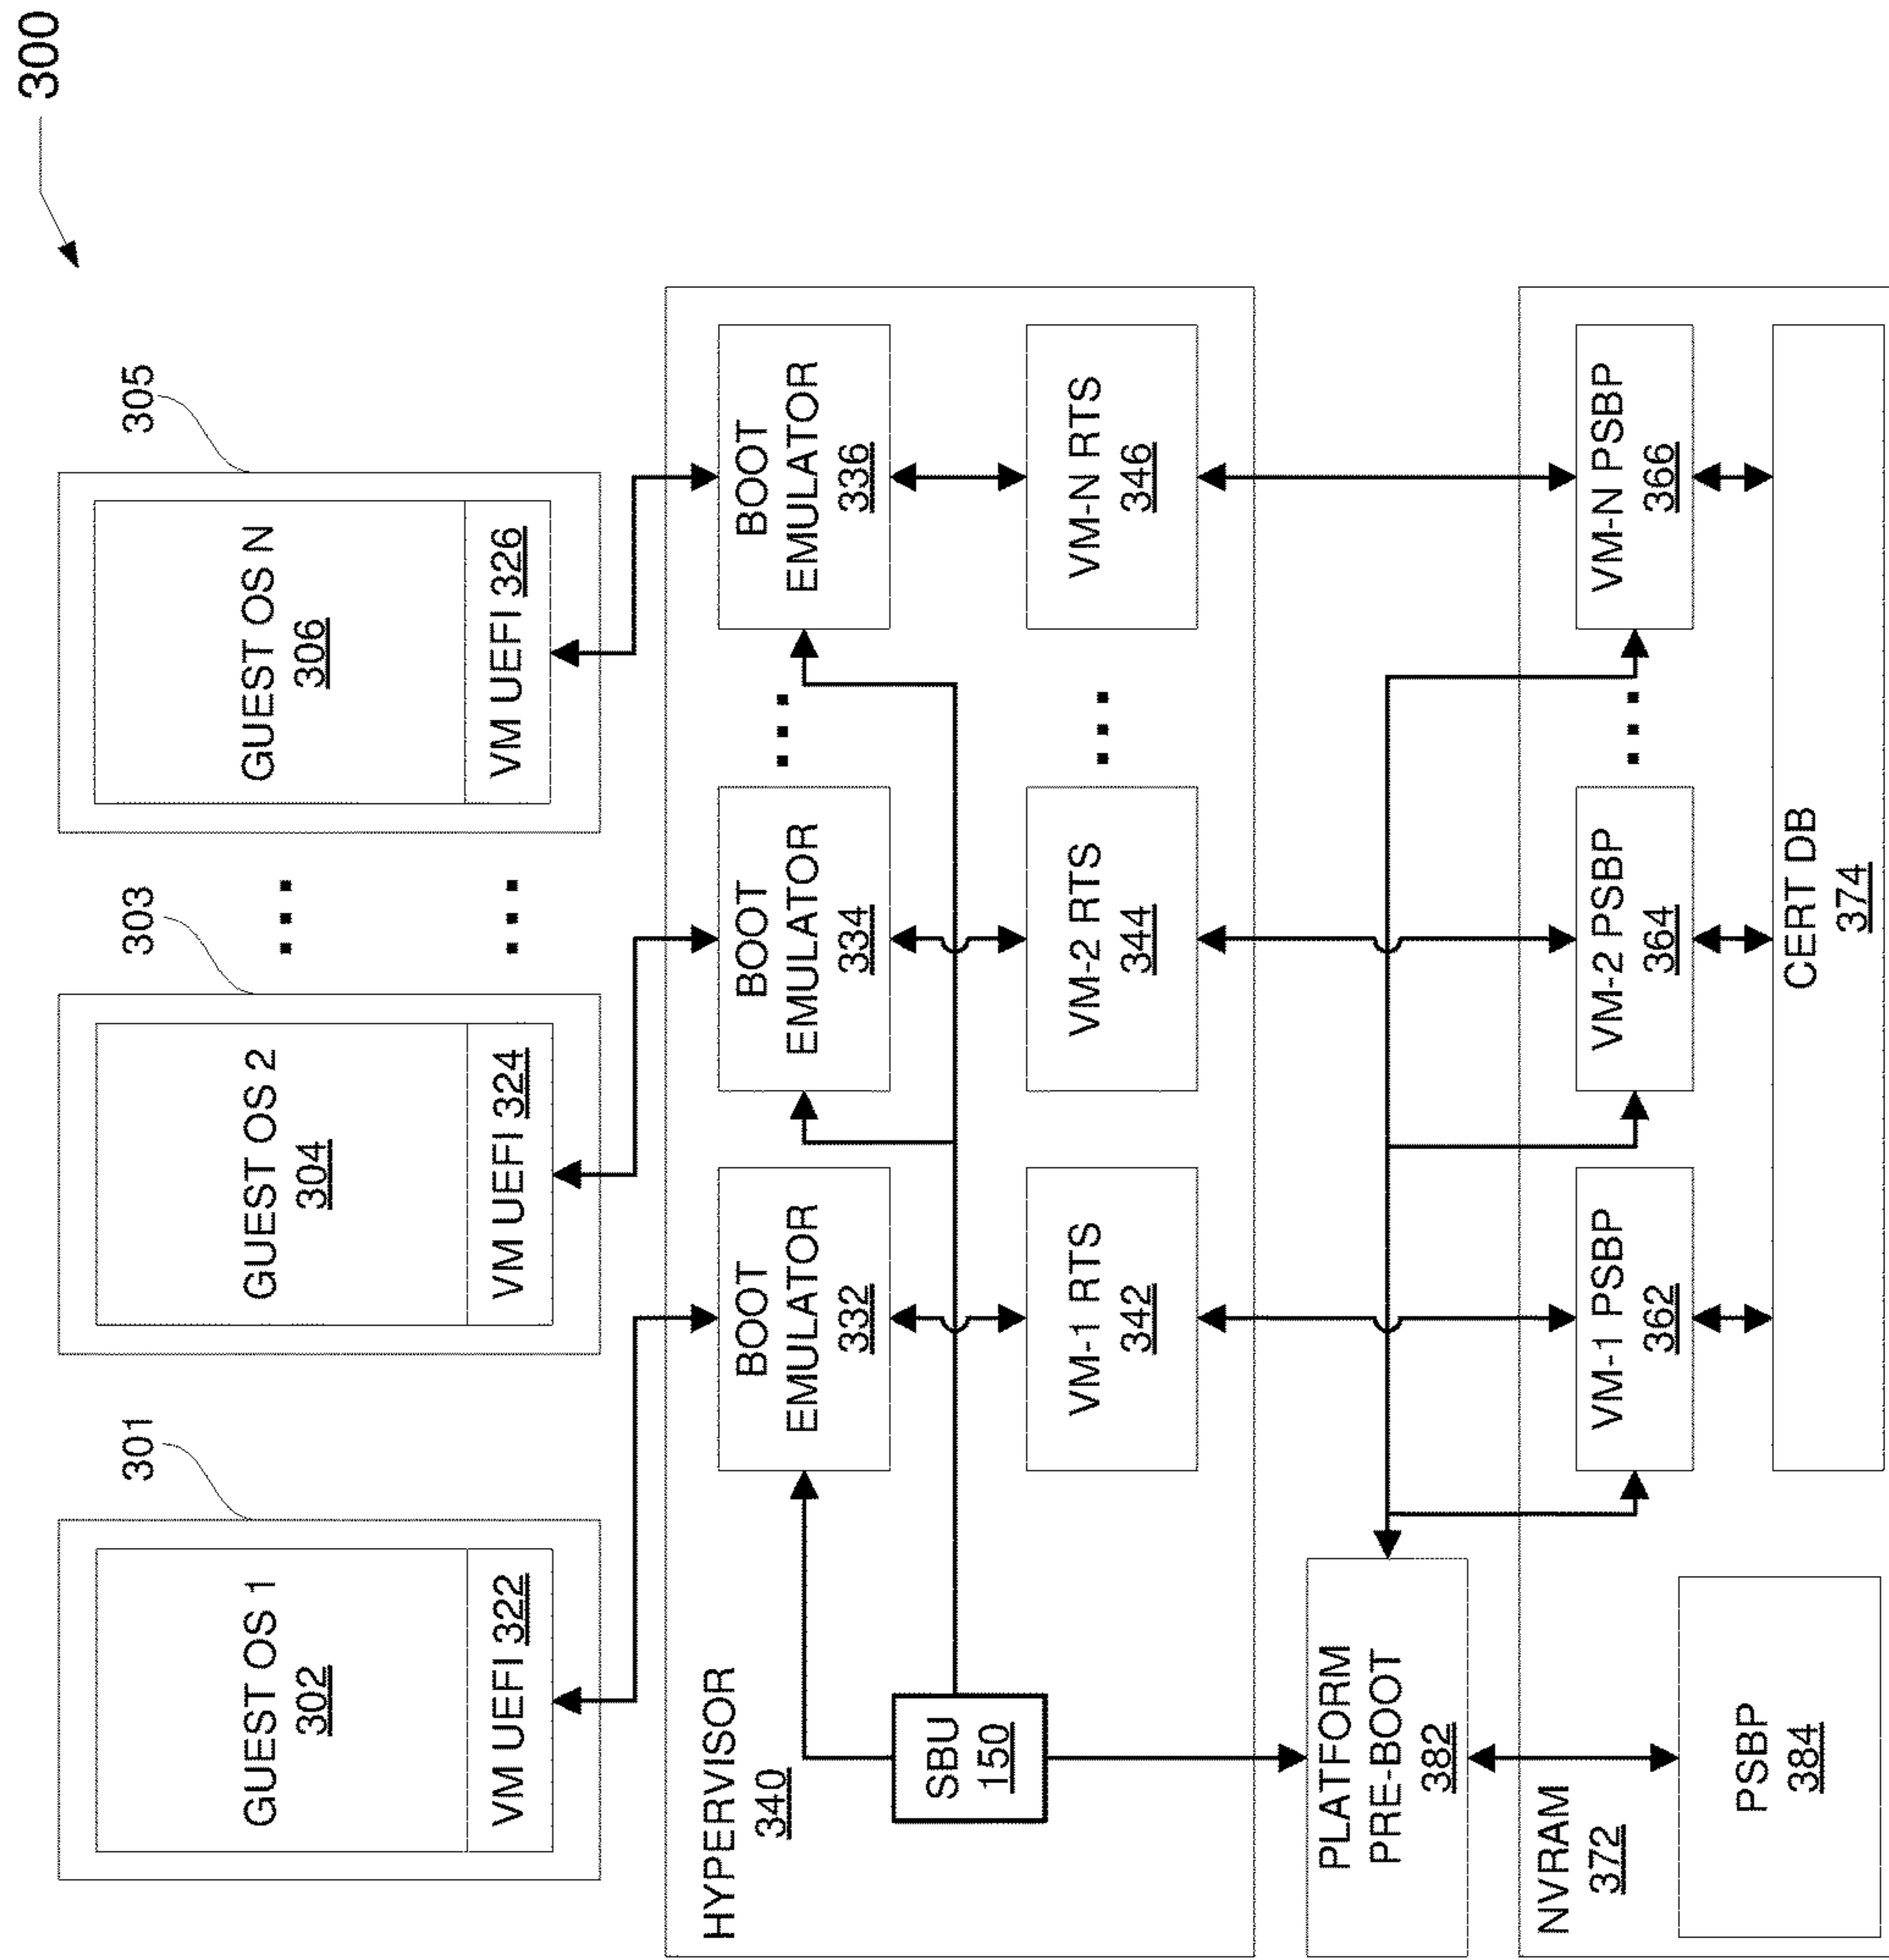 300
301
303
305
GUEST OS 1
302
VM UEFI 322
GUEST OS 2
304
VM UEFI 324
...
...
GUEST OS N
306
VM UEFI 326
HYPERVISOR
340
SBU
150
BOOT
EMULATOR
332
BOOT
EMULATOR
334
...
BOOT
EMULATOR
336
VM-1 RTS
342
VM-2 RTS
344
...
VM-N RTS
346
PLATFORM
PRE-BOOT
382
NVRAM
372
PSBP
384
VM-1 PSBP
362
VM-2 PSBP
364
...
VM-N PSBP
366
CERT DB
374